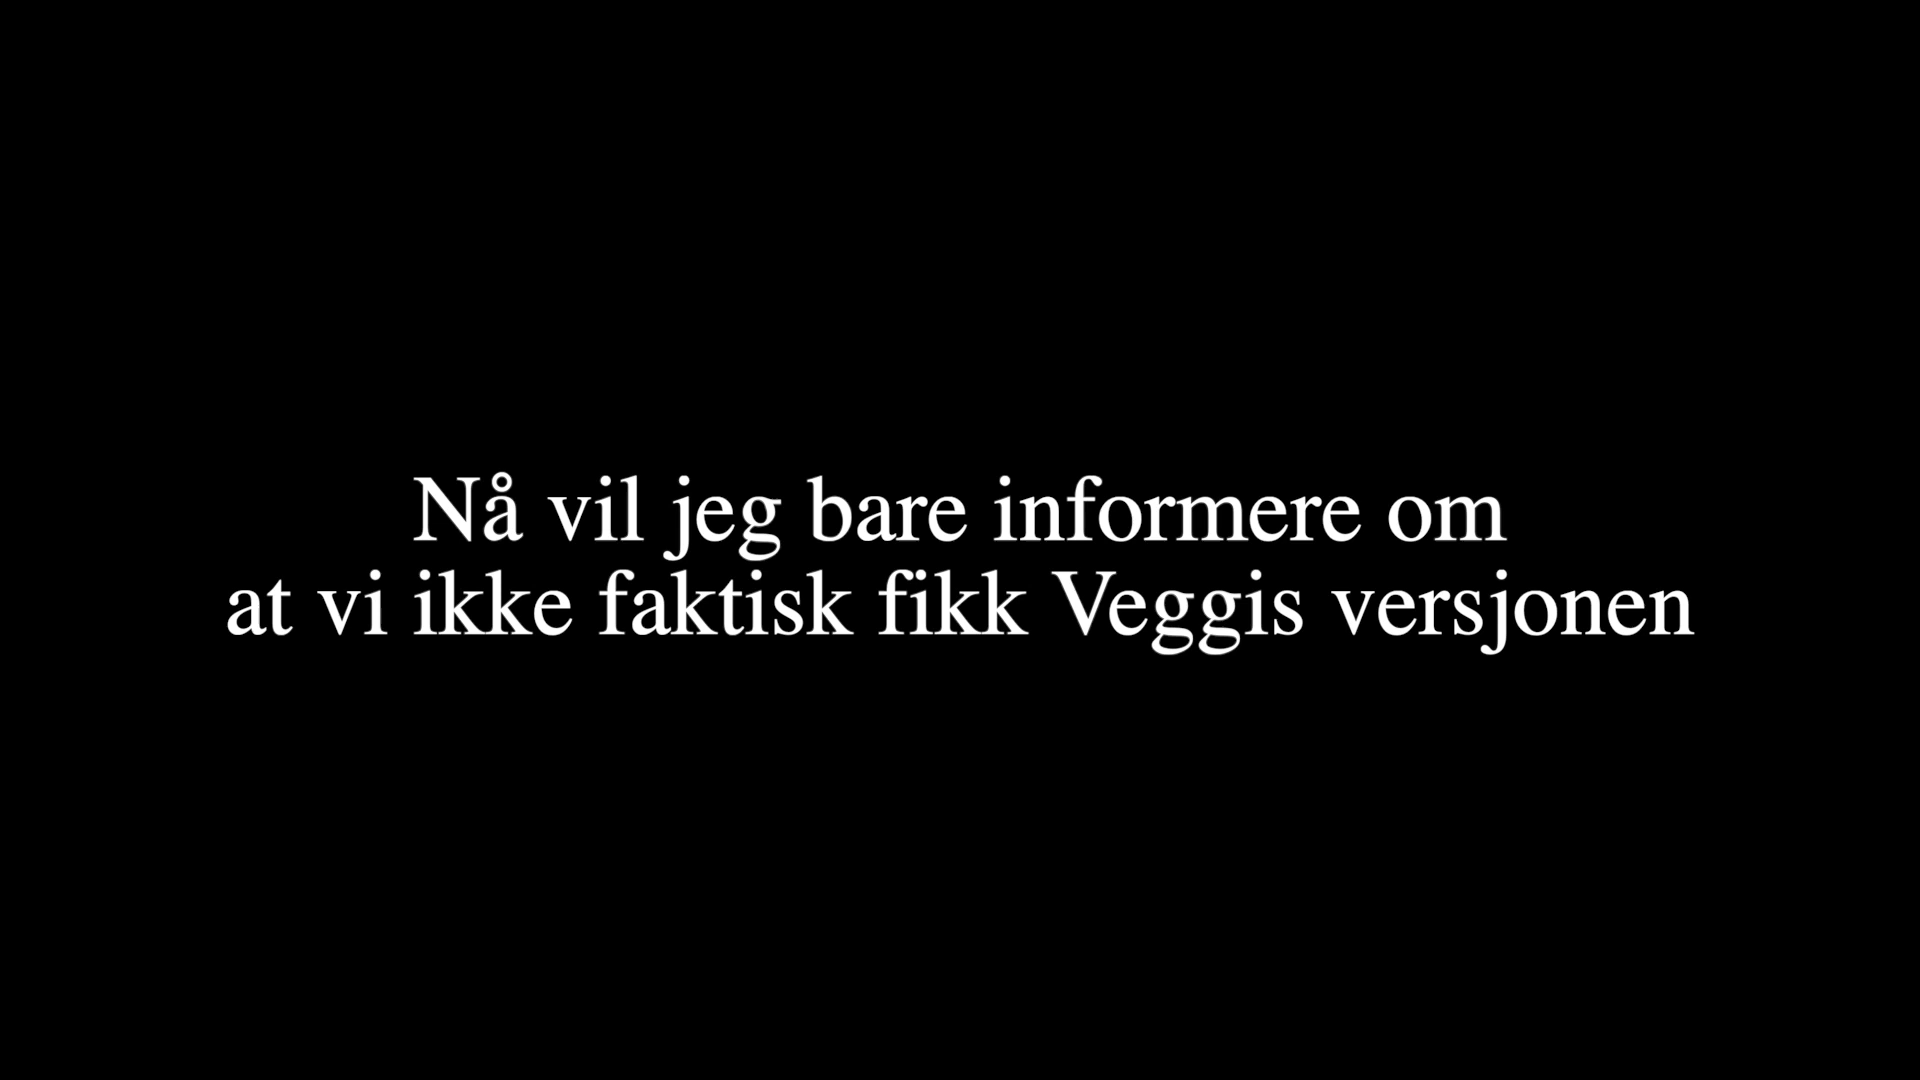 Nå vil jeg bare informere om
at vi ikke faktisk fikk Veggis versjonen